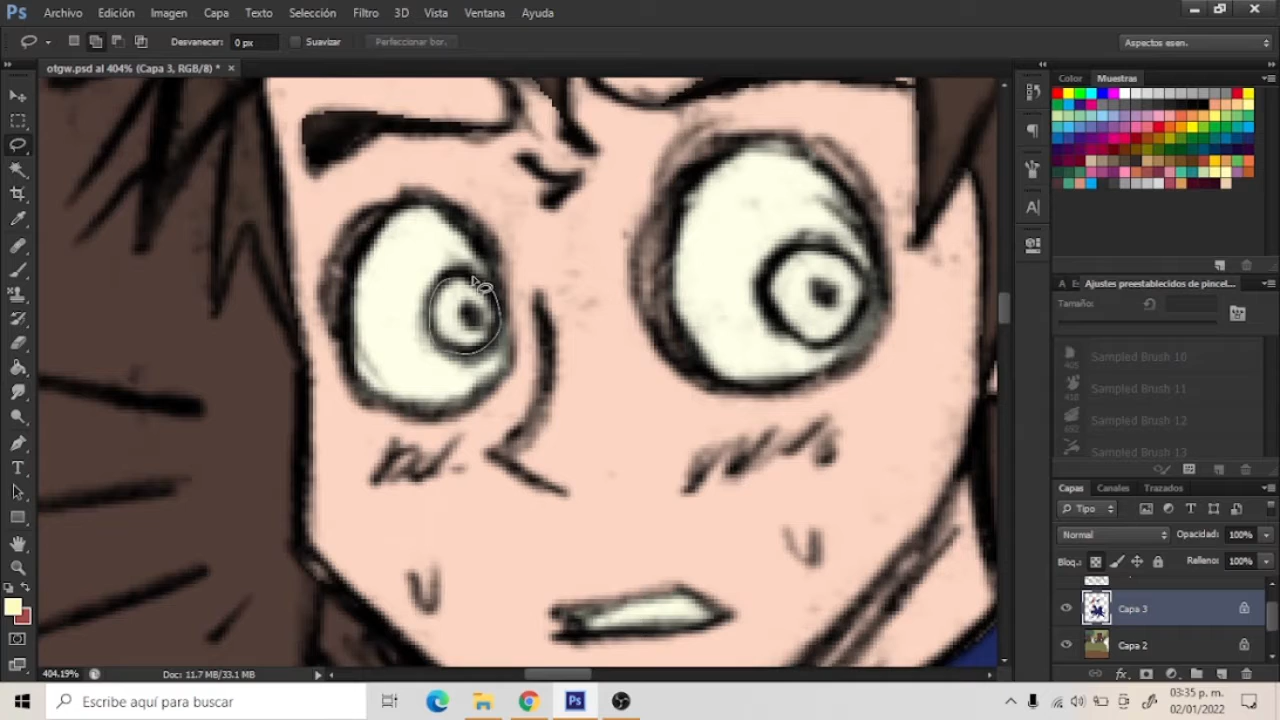 Ps Archivo Edición Imagen Capa Texto Selección Filtro 3D Vista Ventana Ayuda
Desvanecer: 0 px Suavizar Perfeccionar bor. Aspectos esen.
otgw.psd al 404% (Capa 3, RGB/8) * ×
Color Muestras
Ajustes preestablecidos de pincel...
Tamaño:
Sampled Brush 10
Sampled Brush 11
Sampled Brush 12
Sampled Brush 13
Capas Canales Trazados
Tipo
Normal Opacidad: 100%
Bloq.: Relleno: 100%
Capa 3
Capa 2
404.19% Doc: 11.7 MB/33.1 MB
Escribe aquí para buscar
03:35 p. m.
02/01/2022